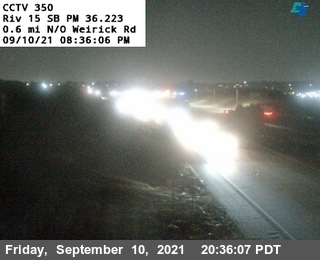 CCTV 350
Riv 15 SB PM 36.223
0.6 mi N/O Weirick Rd
09/10/21 08:36:06 PM
Friday, September 10, 2021 20:36:07 PDT